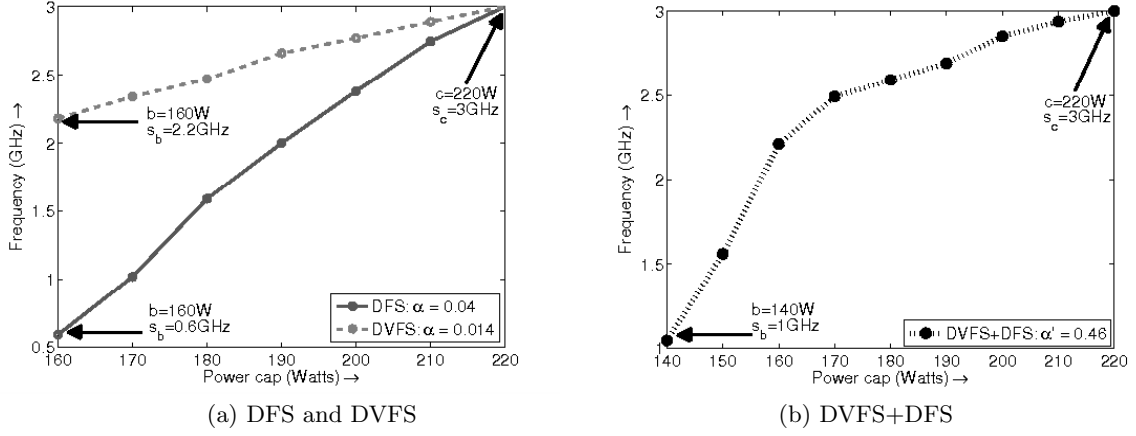 3
2.5
2
1.5
1
0.5
Frequency (GHz) →
b=160W
s_b=2.2GHz
c=220W
s_c=3GHz
b=160W
s_b=0.6GHz
DFS: α = 0.04
DVFS: α = 0.014
160 170 180 190 200 210 220
Power cap (Watts) →
(a) DFS and DVFS
3
2.5
2
1.5
1
Frequency (GHz) →
c=220W
s_c=3GHz
b=140W
s_b=1GHz
DVFS+DFS: α' = 0.46
140 150 160 170 180 190 200 210 220
Power cap (Watts) →
(b) DVFS+DFS